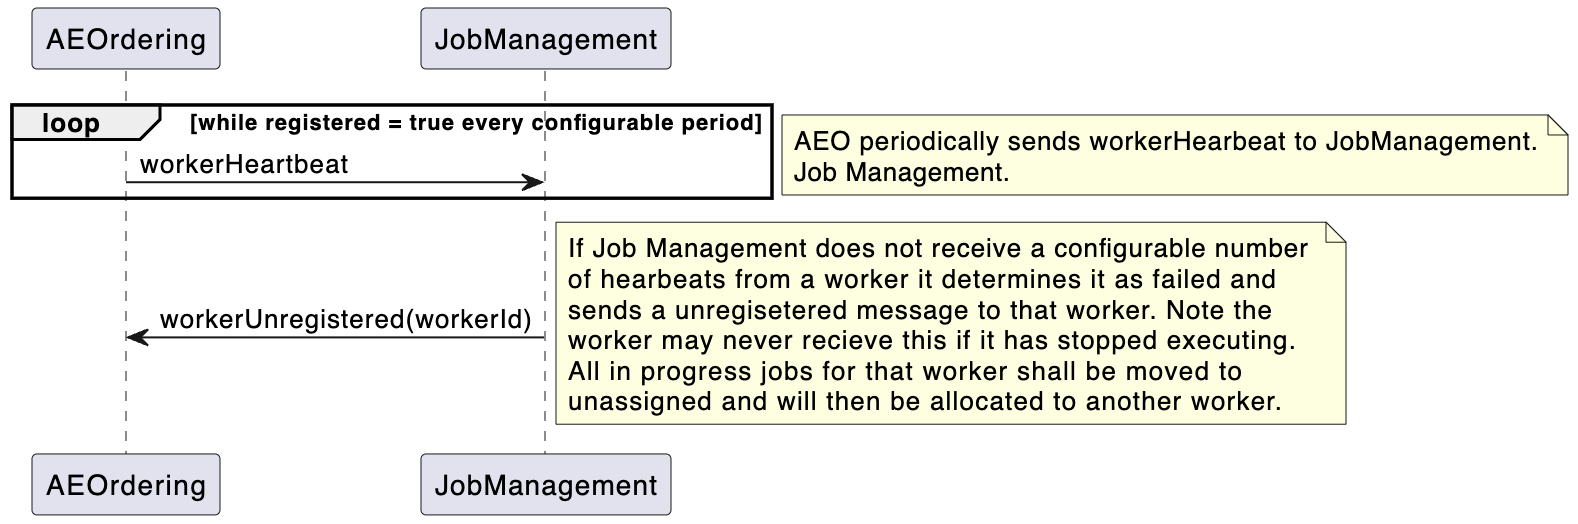 AEOrdering
JobManagement
loop
[while registered = true every configurable period]
workerHeartbeat
AEO periodically sends workerHearbeat to JobManagement.
Job Management.
If Job Management does not receive a configurable number
of hearbeats from a worker it determines it as failed and
sends a unregisetered message to that worker. Note the
worker may never recieve this if it has stopped executing.
All in progress jobs for that worker shall be moved to
unassigned and will then be allocated to another worker.
workerUnregistered(workerId)
AEOrdering
JobManagement